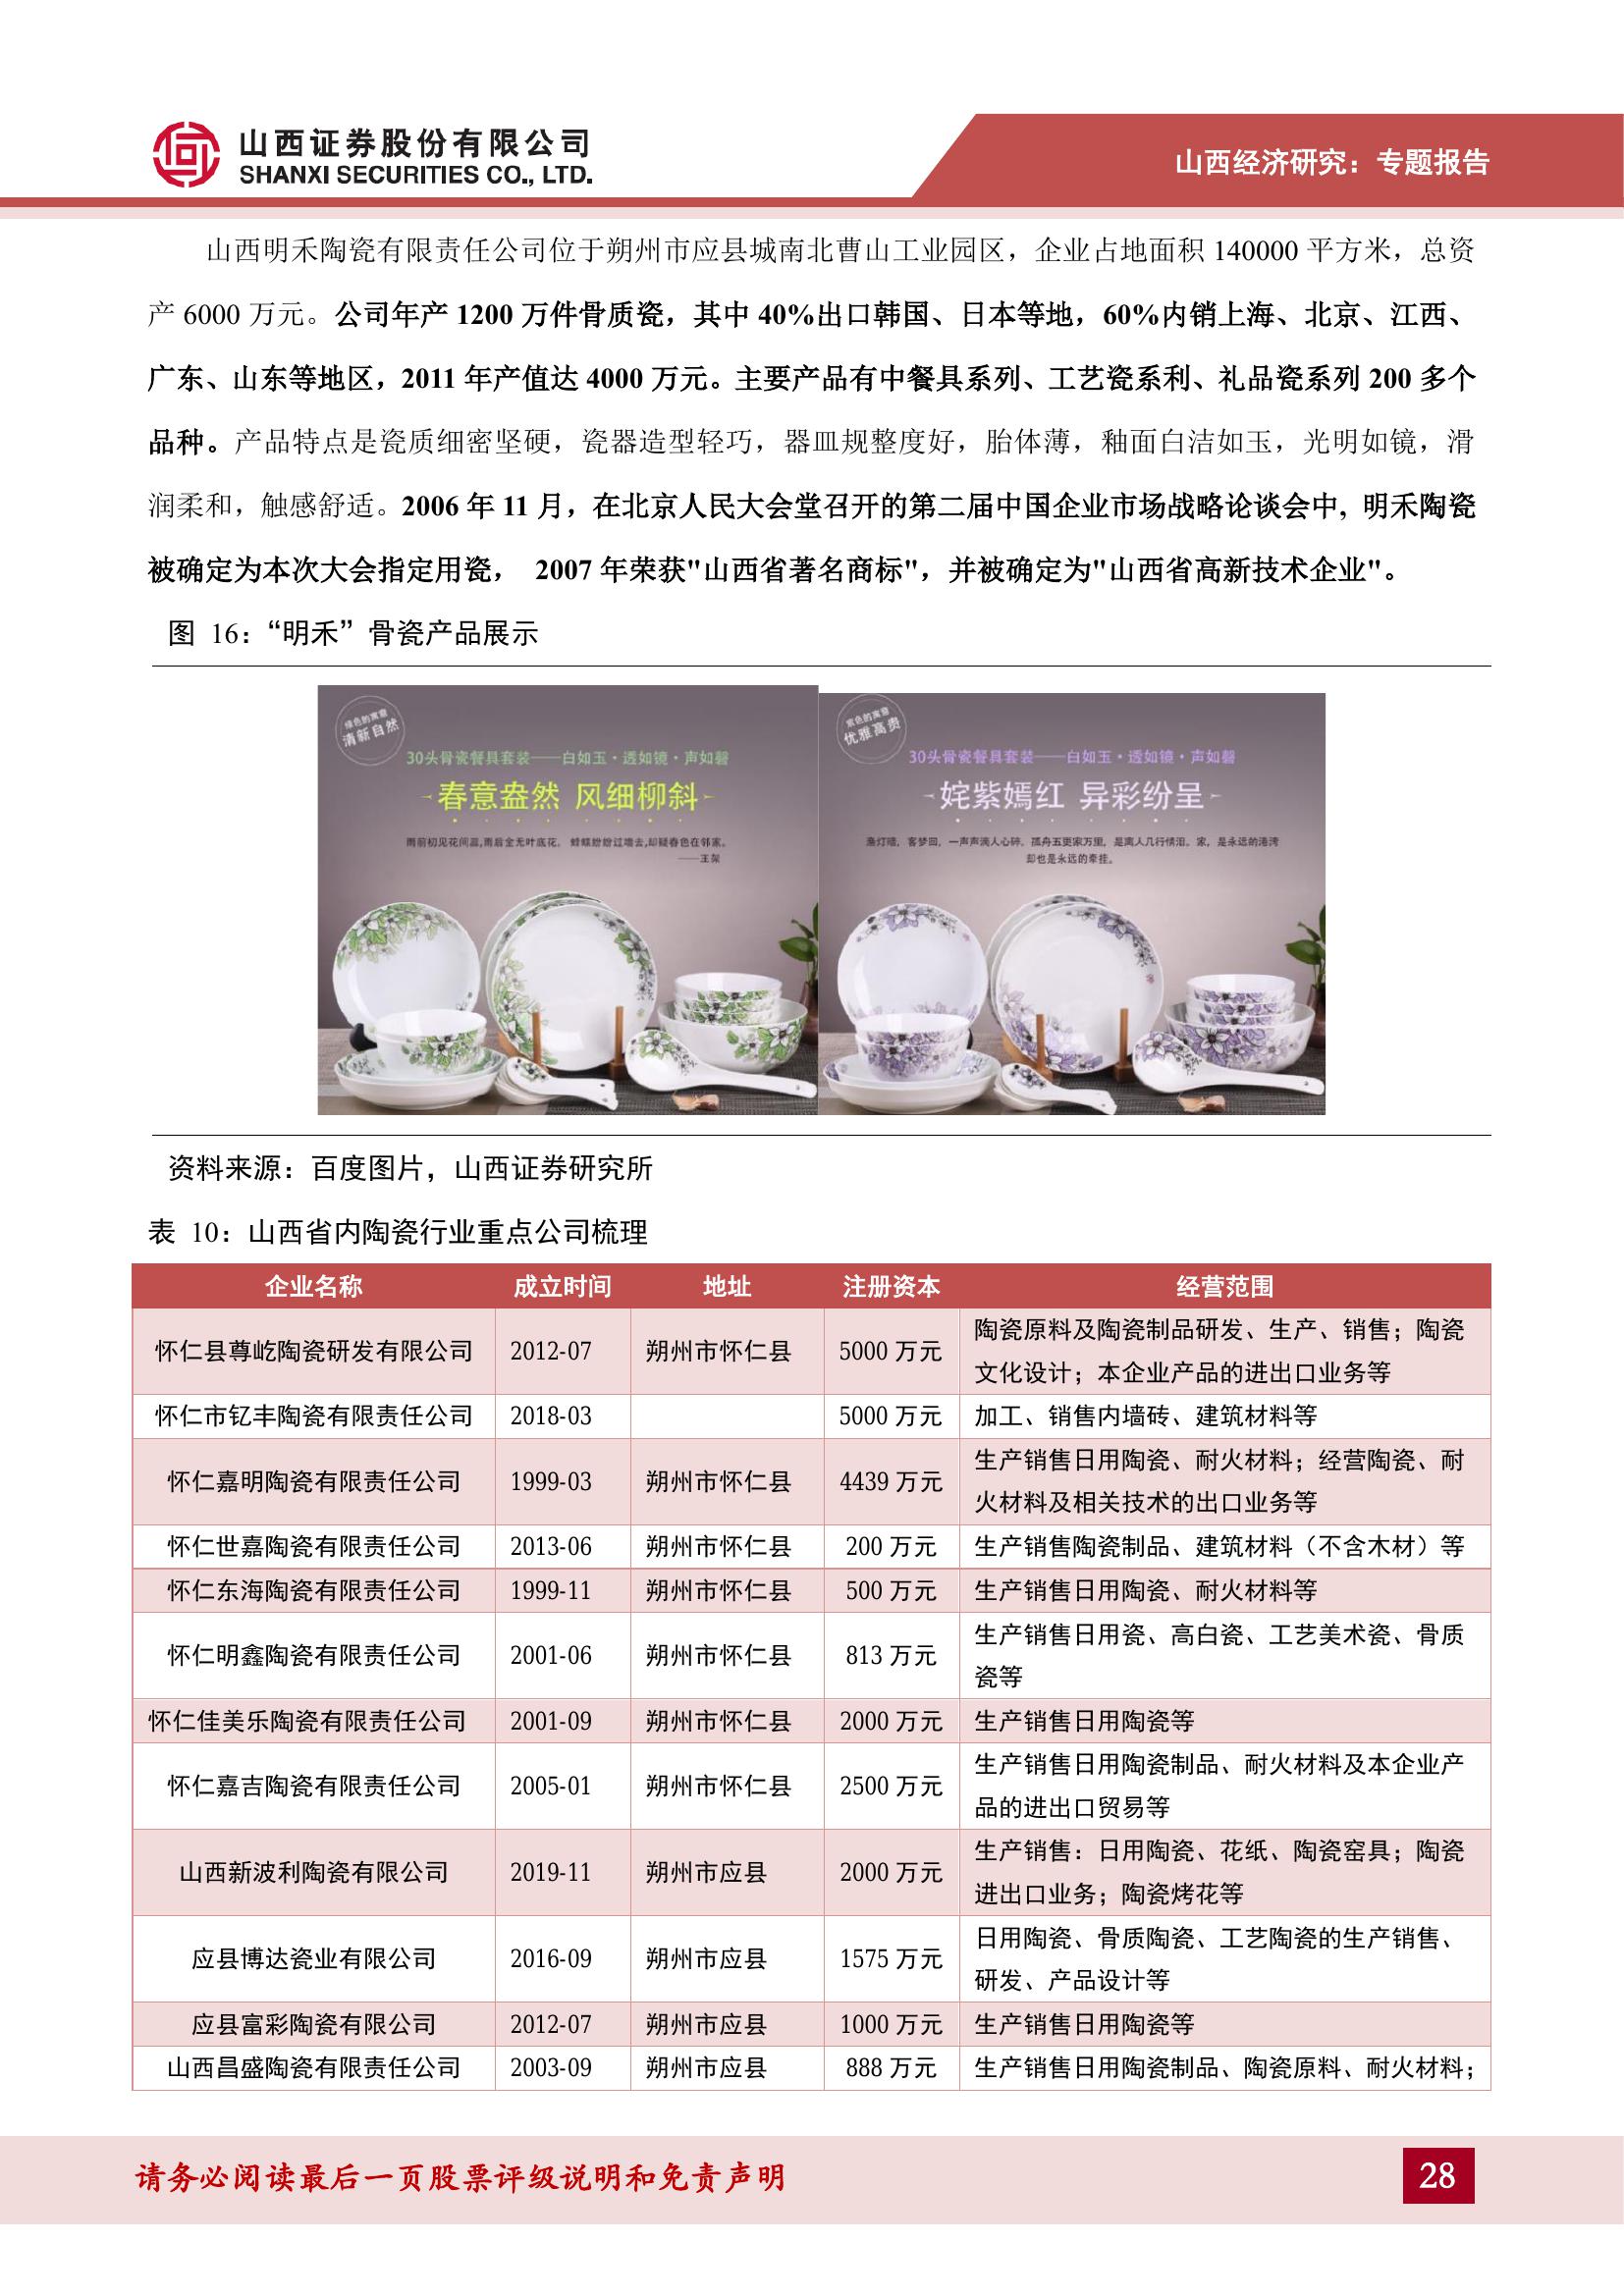 山西证券股份有限公司
SHANXI SECURITIES CO., LTD.
山西经济研究：专题报告
山西明禾陶瓷有限责任公司位于朔州市应县城南北曹山工业园区，企业占地面积 140000 平方米，总资
产 6000 万元。公司年产 1200 万件骨质瓷，其中 40%出口韩国、日本等地，60%内销上海、北京、江西、
广东、山东等地区，2011 年产值达 4000 万元。主要产品有中餐具系列、工艺瓷系利、礼品瓷系列 200 多个
品种。产品特点是瓷质细密坚硬，瓷器造型轻巧，器皿规整度好，胎体薄，釉面白洁如玉，光明如镜，滑
润柔和，触感舒适。2006 年 11 月，在北京人民大会堂召开的第二届中国企业市场战略论谈会中, 明禾陶瓷
被确定为本次大会指定用瓷， 2007 年荣获"山西省著名商标"，并被确定为"山西省高新技术企业"。
图 16：“明禾”骨瓷产品展示
绿色的寓意
清新自然
30头骨瓷餐具套装——白如玉·透如镜·声如磬
春意盎然 风细柳斜
雨前初见花间蕊,雨后全无叶底花。 蜂蝶纷纷过墙去,却疑春色在邻家。
——王驾
紫色的寓意
优雅高贵
30头骨瓷餐具套装——白如玉·透如镜·声如磬
姹紫嫣红 异彩纷呈
渔灯暗，客梦回，一声声滴人心碎。孤舟五更家万里，是离人几行情泪。家，是永远的港湾
却也是永远的牵挂。
资料来源：百度图片，山西证券研究所
表 10：山西省内陶瓷行业重点公司梳理
企业名称 成立时间 地址 注册资本 经营范围
怀仁县尊屹陶瓷研发有限公司 2012-07 朔州市怀仁县 5000 万元 陶瓷原料及陶瓷制品研发、生产、销售；陶瓷
文化设计；本企业产品的进出口业务等
怀仁市钇丰陶瓷有限责任公司 2018-03 5000 万元 加工、销售内墙砖、建筑材料等
怀仁嘉明陶瓷有限责任公司 1999-03 朔州市怀仁县 4439 万元 生产销售日用陶瓷、耐火材料；经营陶瓷、耐
火材料及相关技术的出口业务等
怀仁世嘉陶瓷有限责任公司 2013-06 朔州市怀仁县 200 万元 生产销售陶瓷制品、建筑材料（不含木材）等
怀仁东海陶瓷有限责任公司 1999-11 朔州市怀仁县 500 万元 生产销售日用陶瓷、耐火材料等
怀仁明鑫陶瓷有限责任公司 2001-06 朔州市怀仁县 813 万元 生产销售日用瓷、高白瓷、工艺美术瓷、骨质
瓷等
怀仁佳美乐陶瓷有限责任公司 2001-09 朔州市怀仁县 2000 万元 生产销售日用陶瓷等
怀仁嘉吉陶瓷有限责任公司 2005-01 朔州市怀仁县 2500 万元 生产销售日用陶瓷制品、耐火材料及本企业产
品的进出口贸易等
山西新波利陶瓷有限公司 2019-11 朔州市应县 2000 万元 生产销售：日用陶瓷、花纸、陶瓷窑具；陶瓷
进出口业务；陶瓷烤花等
应县博达瓷业有限公司 2016-09 朔州市应县 1575 万元 日用陶瓷、骨质陶瓷、工艺陶瓷的生产销售、
研发、产品设计等
应县富彩陶瓷有限公司 2012-07 朔州市应县 1000 万元 生产销售日用陶瓷等
山西昌盛陶瓷有限责任公司 2003-09 朔州市应县 888 万元 生产销售日用陶瓷制品、陶瓷原料、耐火材料；
请务必阅读最后一页股票评级说明和免责声明
28